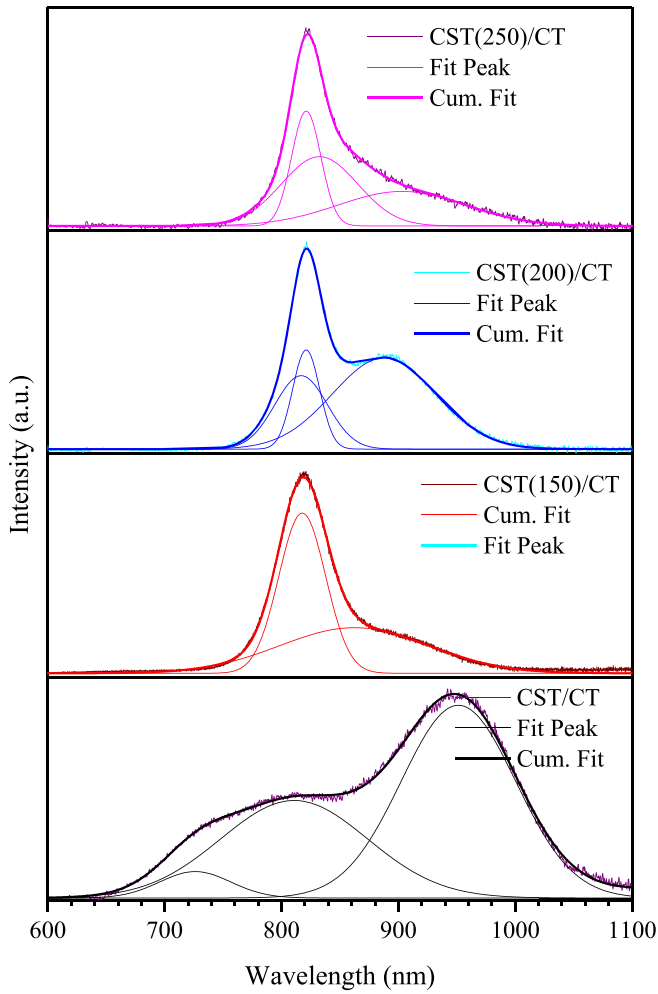 CST(250)/CT
Fit Peak
Cum. Fit
CST(200)/CT
Fit Peak
Cum. Fit
CST(150)/CT
Cum. Fit
Fit Peak
CST/CT
Fit Peak
Cum. Fit
Intensity (a.u.)
600 700 800 900 1000 1100
Wavelength (nm)